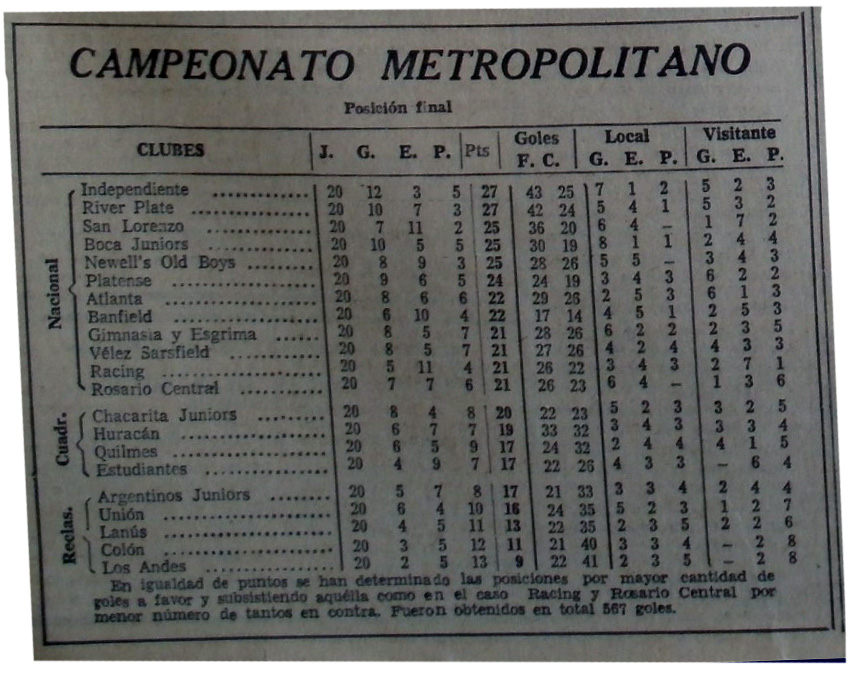 CAMPEONATO METROPOLITANO
Posición final
CLUBES J. G. E. P. Pts Goles F. C. Local G. E. P. Visitante G. E. P.
Nacional
Independiente 20 12 3 5 27 43 25 7 1 2 5 2 3
River Plate 20 10 7 3 27 42 24 5 4 1 5 3 2
San Lorenzo 20 7 11 2 25 36 20 6 4 – 1 7 2
Boca Juniors 20 10 5 5 25 30 19 8 1 1 2 4 4
Newell's Old Boys 20 8 9 3 25 28 26 5 5 – 3 4 3
Platense 20 9 6 5 24 24 19 3 4 3 6 2 2
Atlanta 20 8 6 6 22 29 26 2 5 3 6 1 3
Banfield 20 6 10 4 22 17 14 4 5 1 2 5 3
Gimnasia y Esgrima 20 8 5 7 21 28 26 6 2 2 2 3 5
Vélez Sarsfield 20 8 5 7 21 27 26 4 2 4 4 3 3
Racing 20 5 11 4 21 26 22 3 4 3 2 7 1
Rosario Central 20 7 7 6 21 26 23 6 4 – 1 3 6
Cuadr.
Chacarita Juniors 20 8 4 8 20 22 23 5 2 3 3 2 5
Huracán 20 6 7 7 19 33 32 3 4 3 3 3 4
Quilmes 20 6 5 9 17 24 32 2 4 4 4 1 5
Estudiantes 20 4 9 7 17 22 26 4 3 3 – 6 4
Reclas.
Argentinos Juniors 20 5 7 8 17 21 33 3 3 4 2 4 4
Unión 20 6 4 10 16 24 35 5 2 3 1 2 7
Lanús 20 4 5 11 13 22 35 2 3 5 2 2 6
Colón 20 3 5 12 11 21 40 3 3 4 – 2 8
Los Andes 20 2 5 13 9 22 41 2 3 5 – 2 8
En igualdad de puntos se han determinado las posiciones por mayor cantidad de
goles a favor y subsistiendo aquélla como en el caso Racing y Rosario Central por
menor número de tantos en contra. Fueron obtenidos en total 567 goles.